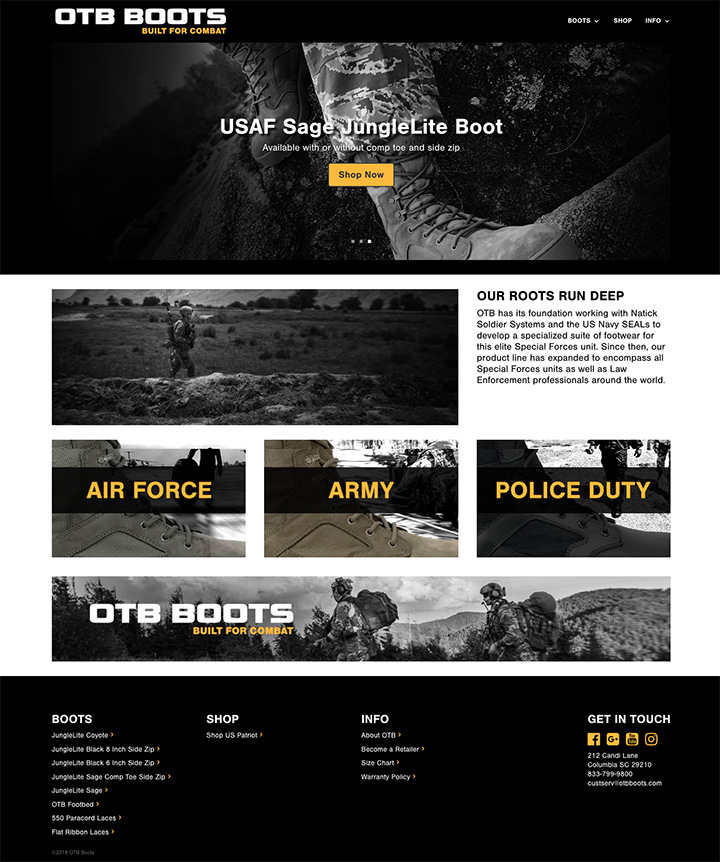 OTB BOOTS
BUILT FOR COMBAT
BOOTS
SHOP
INFO
USAF Sage JungleLite Boot
Available with or without comp toe and side zip
Shop Now
OUR ROOTS RUN DEEP
OTB has its foundation working with Natick
Soldier Systems and the US Navy SEALs to
develop a specialized suite of footwear for
this elite Special Forces unit. Since then, our
product line has expanded to encompass all
Special Forces units as well as Law
Enforcement professionals around the world.
AIR FORCE
ARMY
POLICE DUTY
OTB BOOTS
BUILT FOR COMBAT
BOOTS
JungleLite Coyote ›
JungleLite Black 8 Inch Side Zip ›
JungleLite Black 6 Inch Side Zip ›
JungleLite Sage Comp Toe Side Zip ›
JungleLite Sage ›
OTB Footbed ›
550 Paracord Laces ›
Flat Ribbon Laces ›
©2018 OTB Boots
SHOP
Shop US Patriot ›
INFO
About OTB ›
Become a Retailer ›
Size Chart ›
Warranty Policy ›
GET IN TOUCH
You Tube
212 Candi Lane
Columbia SC 29210
833-799-9800
custserv@otbboots.com